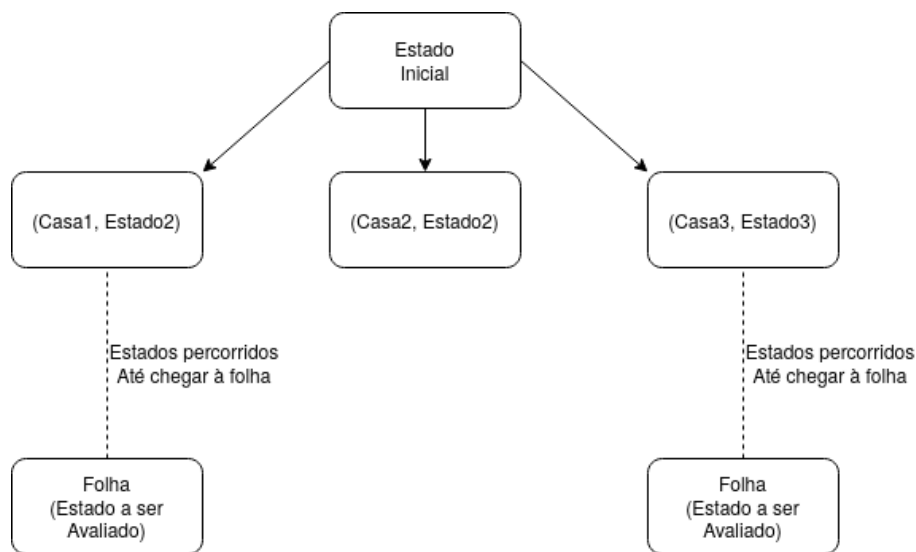 Estado
Inicial
(Casa1, Estado2)
(Casa2, Estado2)
(Casa3, Estado3)
Estados percorridos
Até chegar à folha
Estados percorridos
Até chegar à folha
Folha
(Estado a ser
Avaliado)
Folha
(Estado a ser
Avaliado)